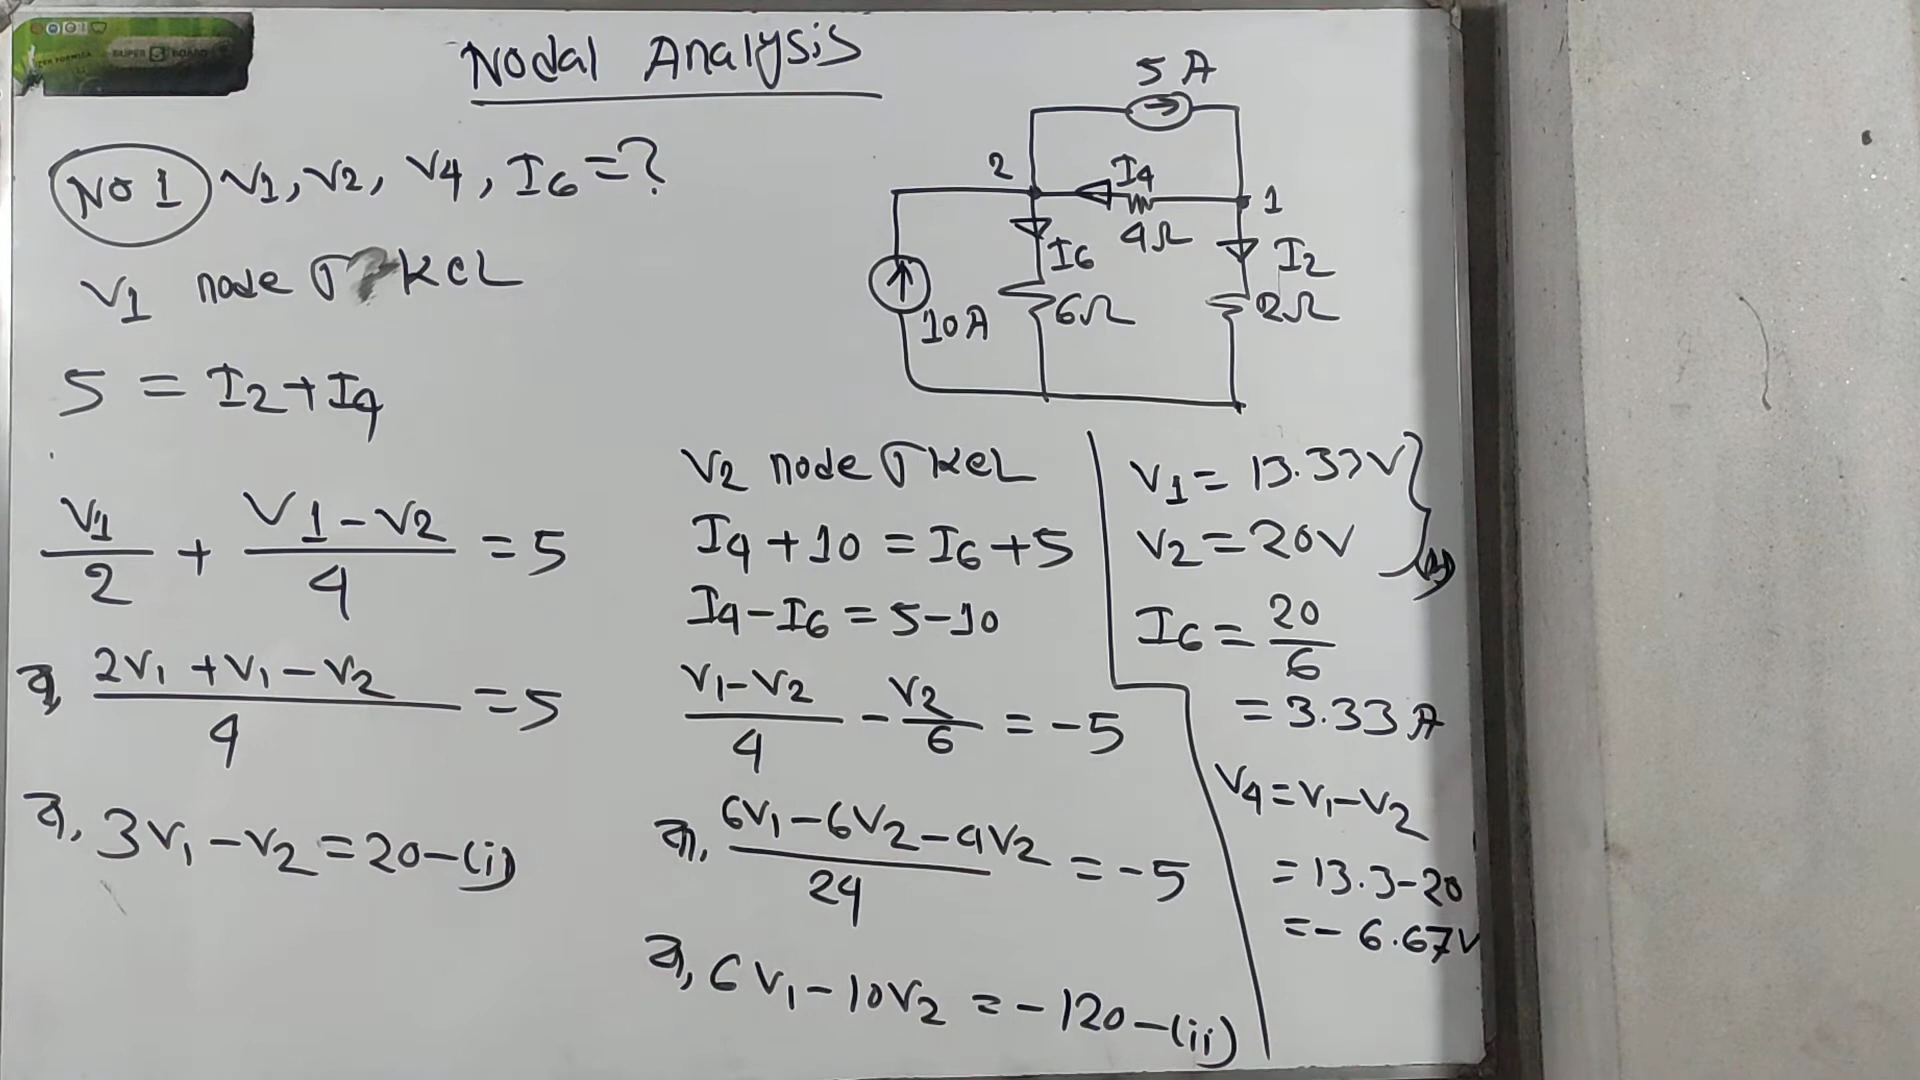 SUPER S BOARD
Nodal Analysis
NO 1 V1, V2, V4, I6 = ?
V1 node এ KCL
5 = I2 + I4
V1/2 + (V1 - V2)/4 = 5
বা, (2V1 + V1 - V2)/4 = 5
বা, 3V1 - V2 = 20 -(i)
5 A
2
I4
4Ω
1
I6
6Ω
I2
2Ω
10 A
V2 node এ KCL
I4 + 10 = I6 + 5
I4 - I6 = 5 - 10
(V1 - V2)/4 - V2/6 = -5
বা, (6V1 - 6V2 - 4V2)/24 = -5
বা, 6V1 - 10V2 = -120 -(ii)
V1 = 13.33V
V2 = 20V
I6 = 20/6
= 3.33 A
V4 = V1 - V2
= 13.3 - 20
= - 6.67V